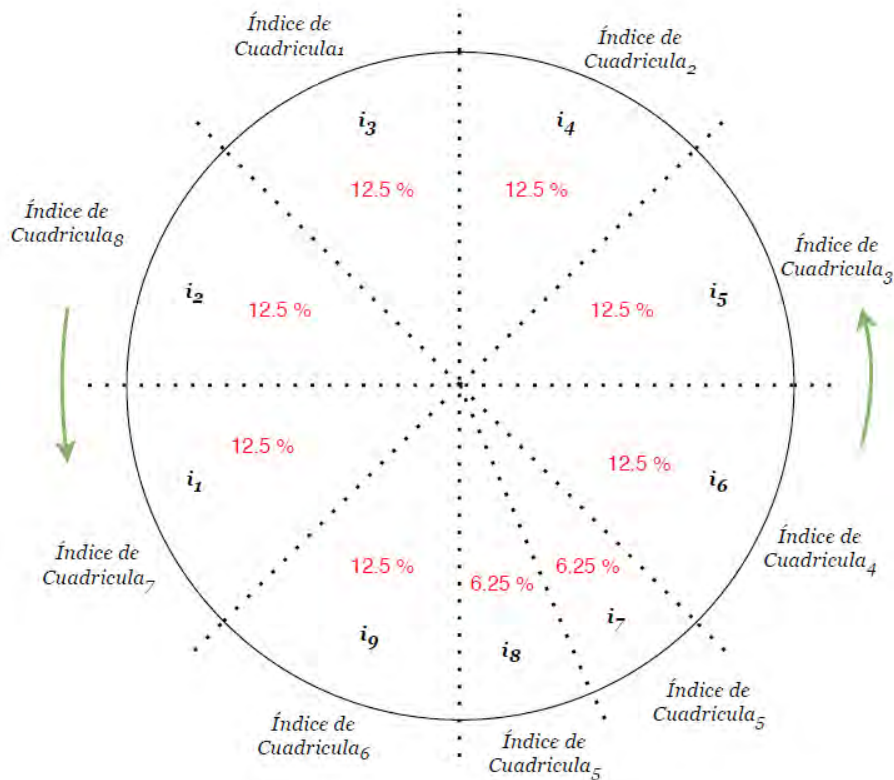 Índice de
Cuadricula₁
Índice de
Cuadricula₂
i₃
i₄
12.5 %
12.5 %
Índice de
Cuadricula₈
Índice de
Cuadricula₃
i₂
12.5 %
12.5 %
i₅
12.5 %
i₁
12.5 %
i₆
Índice de
Cuadricula₇
Índice de
Cuadricula₄
12.5 %
6.25 %
6.25 %
i₉
i₈
i₇
Índice de
Cuadricula₅
Índice de
Cuadricula₆
Índice de
Cuadricula₅